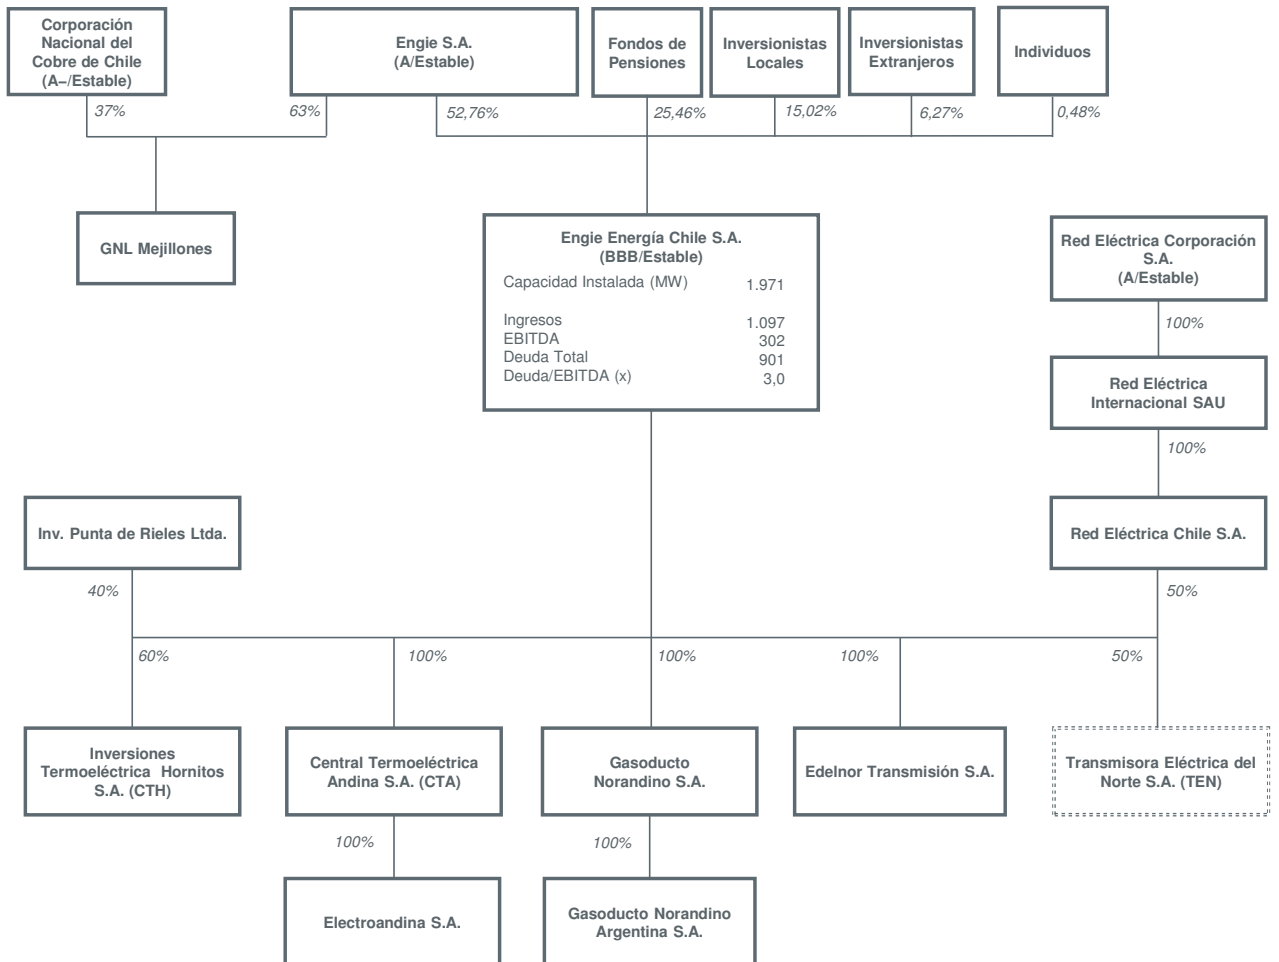 Corporación
Nacional del
Cobre de Chile
(A–/Estable)
Engie S.A.
(A/Estable)
Fondos de
Pensiones
Inversionistas
Locales
Inversionistas
Extranjeros
Individuos
37%
63%
52,76%
25,46%
15,02%
6,27%
0,48%
GNL Mejillones
Engie Energía Chile S.A.
(BBB/Estable)
Capacidad Instalada (MW) 1.971
Ingresos 1.097
EBITDA 302
Deuda Total 901
Deuda/EBITDA (x) 3,0
Red Eléctrica Corporación
S.A.
(A/Estable)
100%
Red Eléctrica
Internacional SAU
100%
Inv. Punta de Rieles Ltda.
Red Eléctrica Chile S.A.
40%
50%
60%
100%
100%
100%
50%
Inversiones
Termoeléctrica Hornitos
S.A. (CTH)
Central Termoeléctrica
Andina S.A. (CTA)
Gasoducto
Norandino S.A.
Edelnor Transmisión S.A.
Transmisora Eléctrica del
Norte S.A. (TEN)
100%
100%
Electroandina S.A.
Gasoducto Norandino
Argentina S.A.